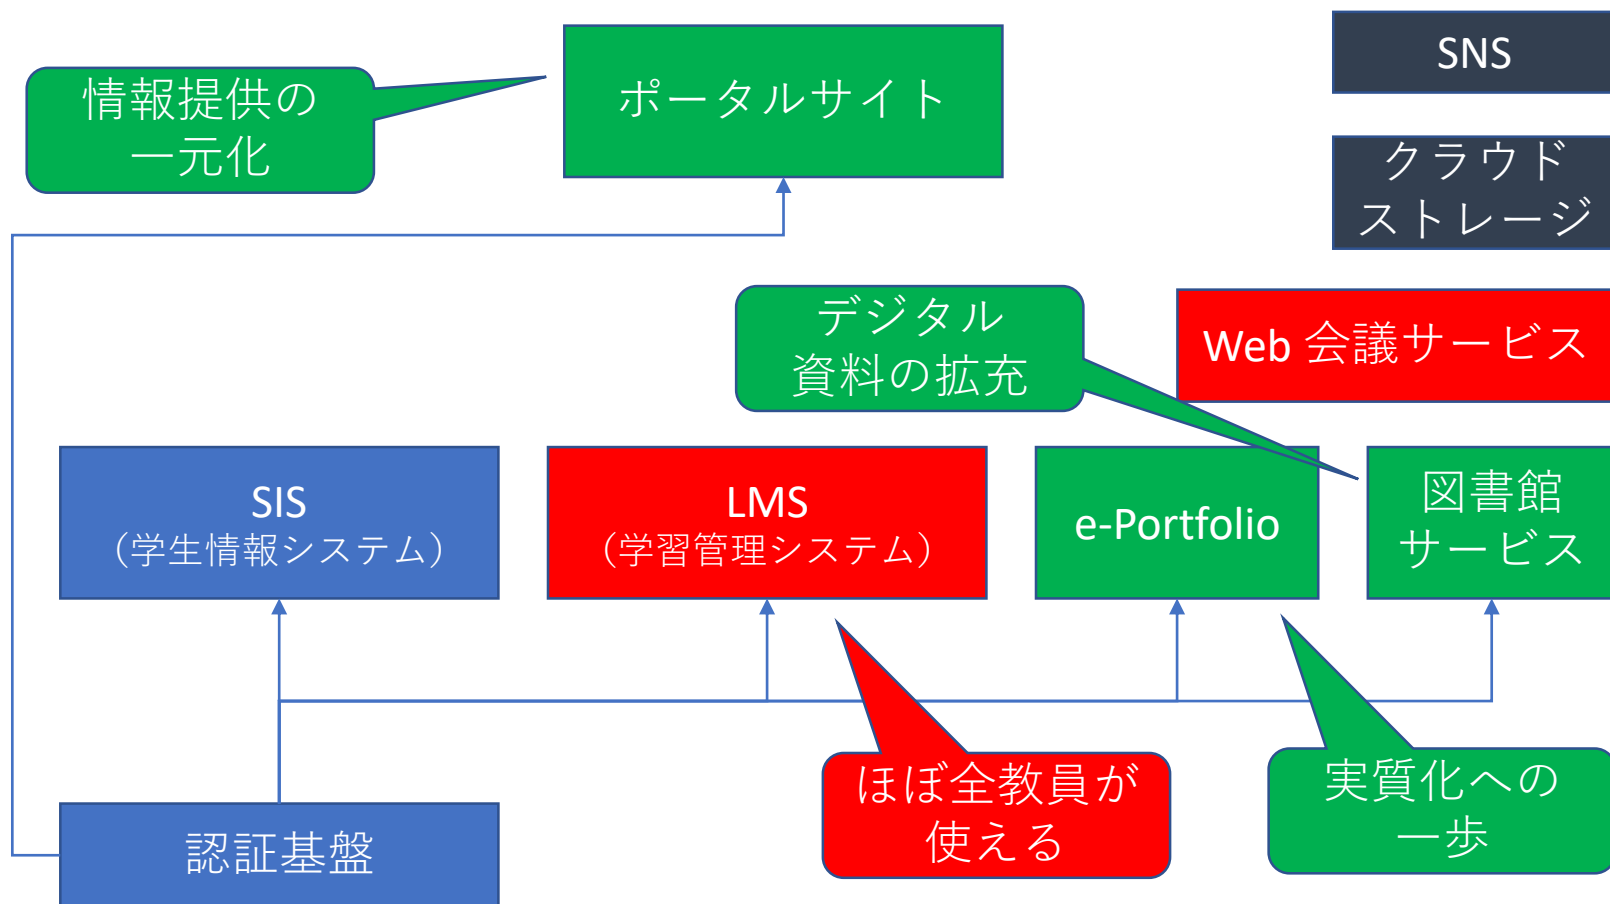 SNS
ポータルサイト
情報提供の
一元化
クラウド
ストレージ
デジタル
資料の拡充
Web 会議サービス
SIS
（学生情報システム）
LMS
（学習管理システム）
e-Portfolio
図書館
サービス
ほぼ全教員が
使える
実質化への
一歩
認証基盤